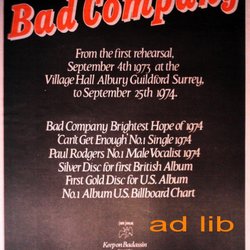 Bad Company
From the first rehearsal,
September 4th 1973 at the
Village Hall Albury Guildford Surrey,
to September 25th 1974.
Bad Company Brightest Hope of 1974
'Can't Get Enough' No.1 Single 1974
Paul Rodgers No.1 Male Vocalist 1974
Silver Disc for first British Album
First Gold Disc for U.S. Album
No.1 Album U.S. Billboard Chart
ad lib
Keep on Badassin